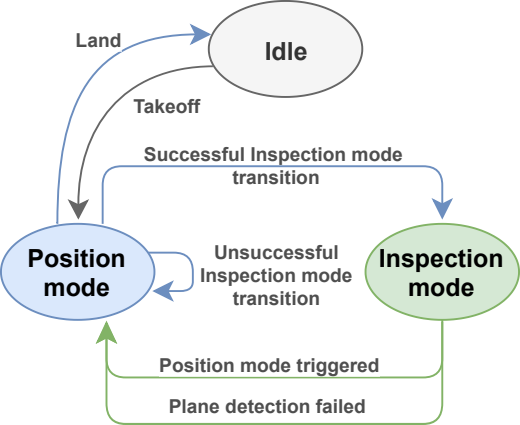 Land
Idle
Takeoff
Successful Inspection mode
transition
Position
mode
Unsuccessful
Inspection mode
transition
Inspection
mode
Position mode triggered
Plane detection failed